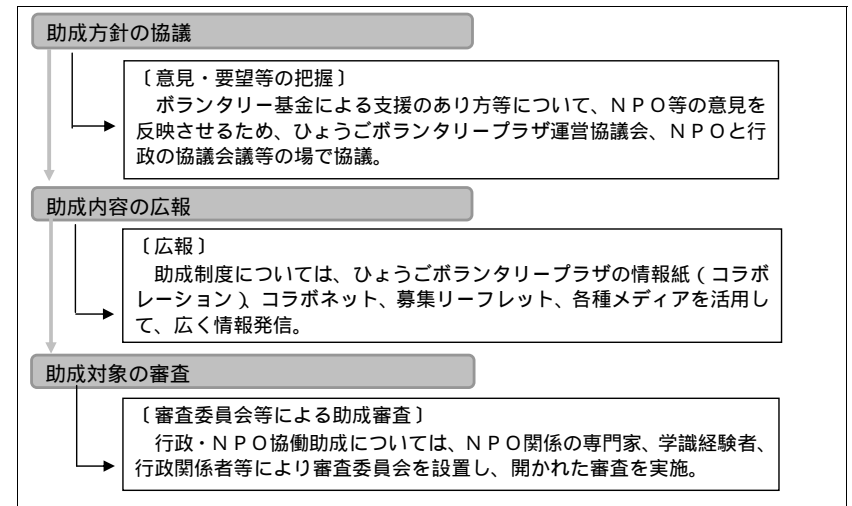 助成方針の協議
〔意見・要望等の把握〕
ボランタリー基金による支援のあり方等について、ＮＰＯ等の意見を
反映させるため、ひょうごボランタリープラザ運営協議会、ＮＰＯと行
政の協議会議等の場で協議。
助成内容の広報
〔広報〕
助成制度については、ひょうごボランタリープラザの情報紙（コラボ
レーション）、コラボネット、募集リーフレット、各種メディアを活用し
て、広く情報発信。
助成対象の審査
〔審査委員会等による助成審査〕
行政・ＮＰＯ協働助成については、ＮＰＯ関係の専門家、学識経験者、
行政関係者等により審査委員会を設置し、開かれた審査を実施。